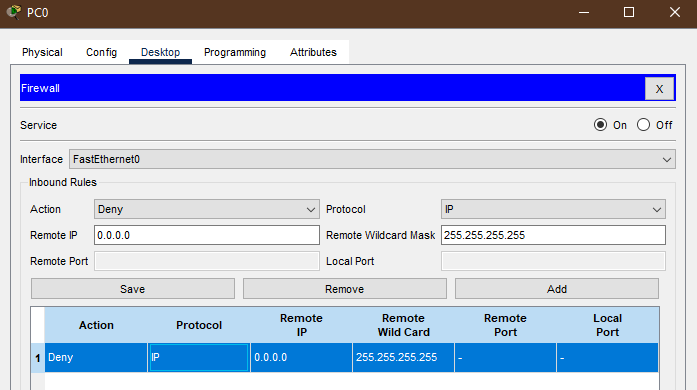 PC0
Physical Config Desktop Programming Attributes
Firewall X
Service On Off
Interface FastEthernet0
Inbound Rules
Action Deny Protocol IP
Remote IP 0.0.0.0 Remote Wildcard Mask 255.255.255.255
Remote Port Local Port
Save Remove Add
Action Protocol Remote IP Remote Wild Card Remote Port Local Port
1 Deny IP 0.0.0.0 255.255.255.255 - -